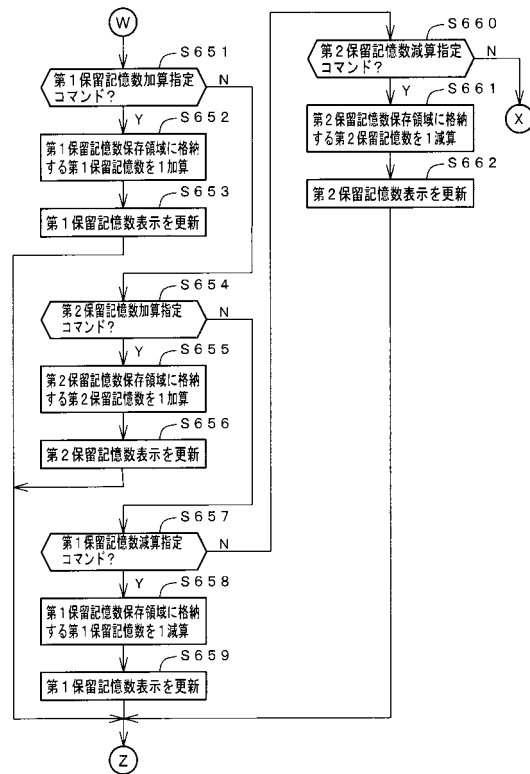 W
S651
第1保留記憶数加算指定
コマンド?
N
Y
S652
第1保留記憶数保存領域に格納
する第1保留記憶数を1加算
S653
第1保留記憶数表示を更新
S654
第2保留記憶数加算指定
コマンド?
N
Y
S655
第2保留記憶数保存領域に格納
する第2保留記憶数を1加算
S656
第2保留記憶数表示を更新
S657
第1保留記憶数減算指定
コマンド?
N
Y
S658
第1保留記憶数保存領域に格納
する第1保留記憶数を1減算
S659
第1保留記憶数表示を更新
Z
S660
第2保留記憶数減算指定
コマンド?
N
Y
X
S661
第2保留記憶数保存領域に格納
する第2保留記憶数を1減算
S662
第2保留記憶数表示を更新